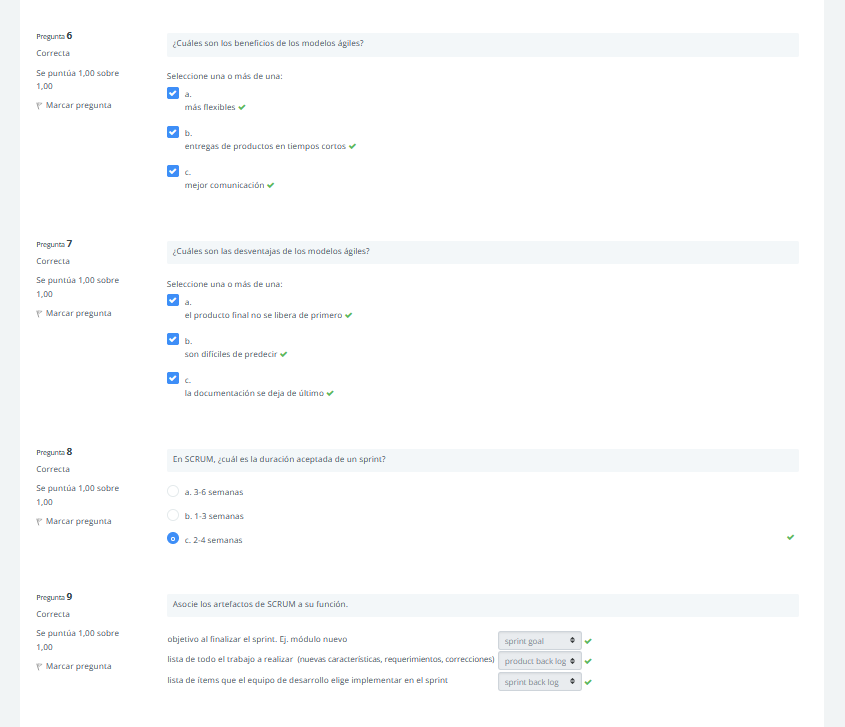 Pregunta 6
Correcta
Se puntúa 1,00 sobre
1,00
Marcar pregunta
¿Cuáles son los beneficios de los modelos ágiles?
Seleccione una o más de una:
a.
más flexibles
b.
entregas de productos en tiempos cortos
c.
mejor comunicación
Pregunta 7
Correcta
Se puntúa 1,00 sobre
1,00
Marcar pregunta
¿Cuáles son las desventajas de los modelos ágiles?
Seleccione una o más de una:
a.
el producto final no se libera de primero
b.
son difíciles de predecir
c.
la documentación se deja de último
Pregunta 8
Correcta
Se puntúa 1,00 sobre
1,00
Marcar pregunta
En SCRUM, ¿cuál es la duración aceptada de un sprint?
a. 3-6 semanas
b. 1-3 semanas
c. 2-4 semanas
Pregunta 9
Correcta
Se puntúa 1,00 sobre
1,00
Marcar pregunta
Asocie los artefactos de SCRUM a su función.
objetivo al finalizar el sprint. Ej. módulo nuevo sprint goal
lista de todo el trabajo a realizar (nuevas características, requerimientos, correcciones) product back log
lista de ítems que el equipo de desarrollo elige implementar en el sprint sprint back log